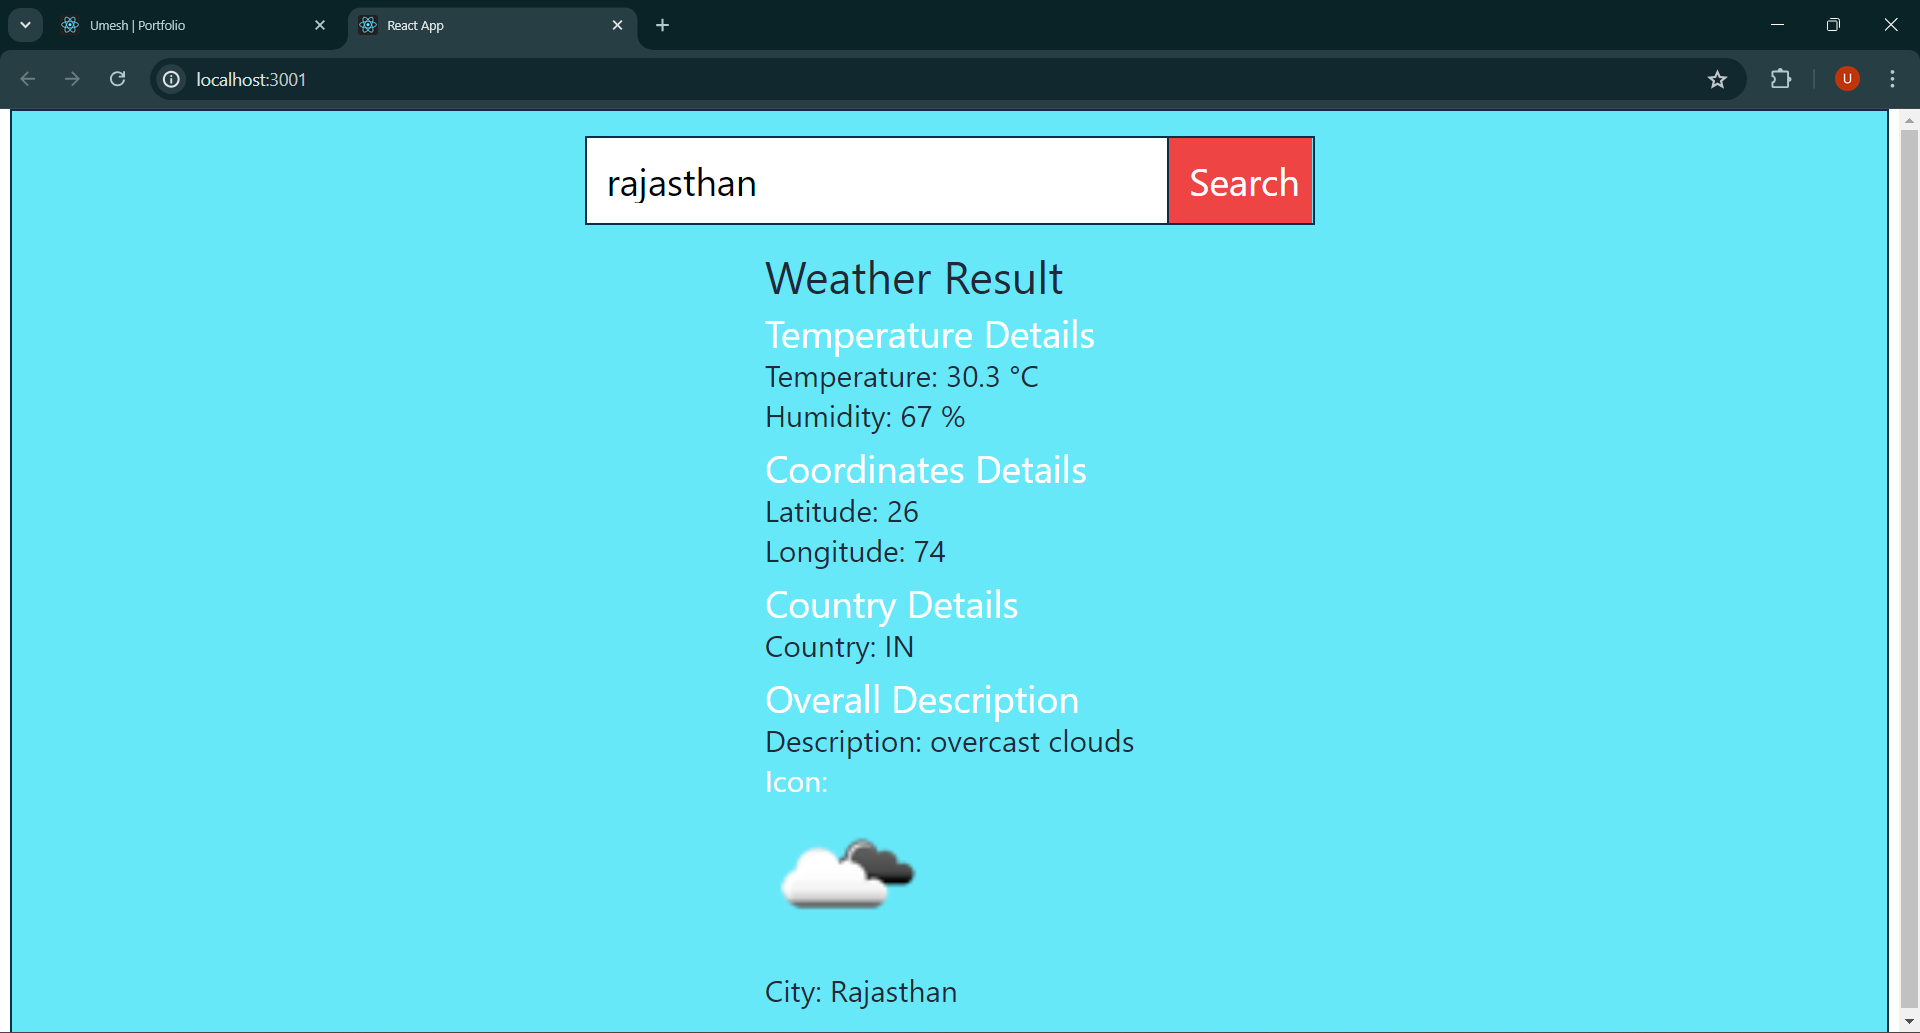 Umesh | Portfolio
React App
localhost:3001
U
rajasthan
Search
Weather Result
Temperature Details
Temperature: 30.3 °C
Humidity: 67 %
Coordinates Details
Latitude: 26
Longitude: 74
Country Details
Country: IN
Overall Description
Description: overcast clouds
Icon:
City: Rajasthan